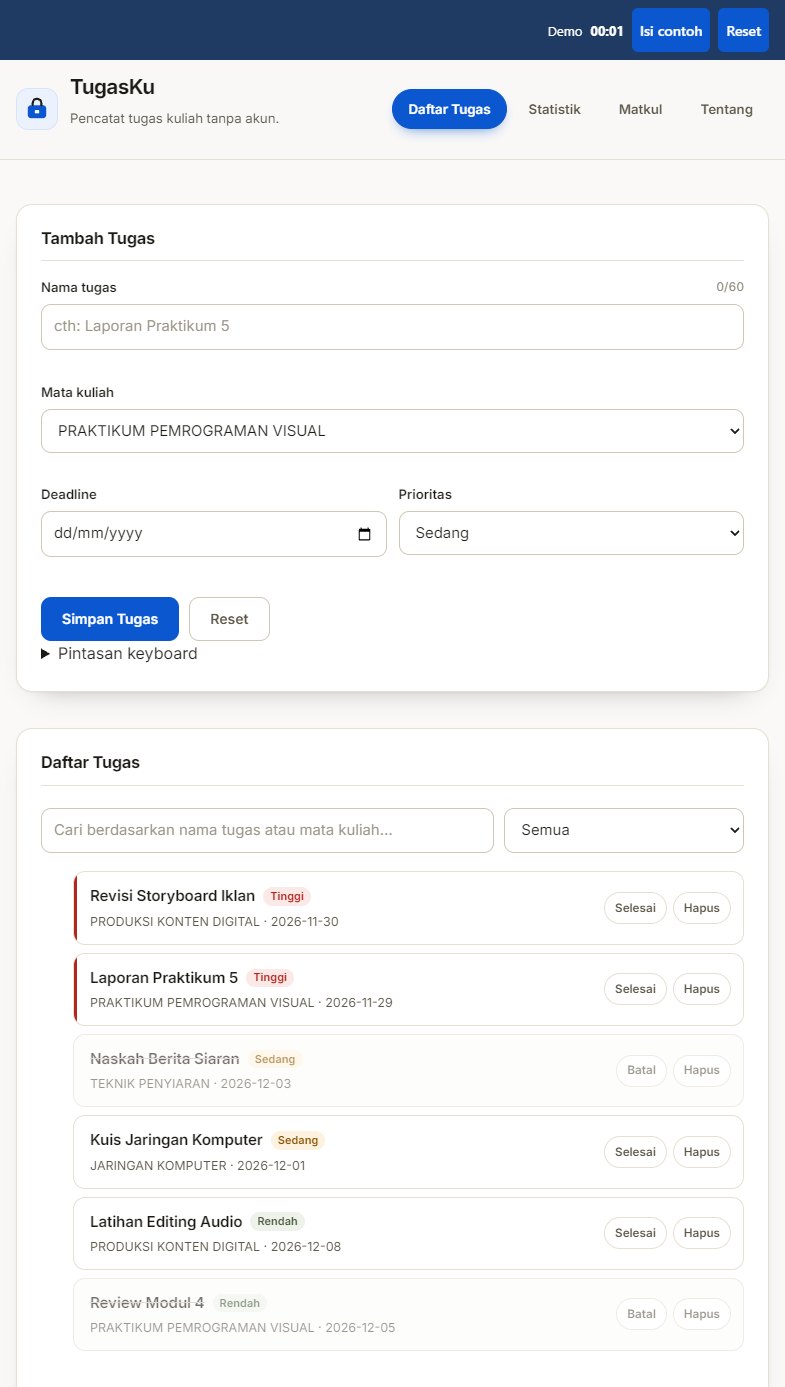 Demo 00:01 Isi contoh Reset
TugasKu
Pencatat tugas kuliah tanpa akun.
Daftar Tugas Statistik Matkul Tentang
Tambah Tugas
Nama tugas 0/60
cth: Laporan Praktikum 5
Mata kuliah
PRAKTIKUM PEMROGRAMAN VISUAL
Deadline Prioritas
dd/mm/yyyy Sedang
Simpan Tugas Reset
Pintasan keyboard
Daftar Tugas
Cari berdasarkan nama tugas atau mata kuliah... Semua
Revisi Storyboard Iklan Tinggi
PRODUKSI KONTEN DIGITAL · 2026-11-30
Selesai Hapus
Laporan Praktikum 5 Tinggi
PRAKTIKUM PEMROGRAMAN VISUAL · 2026-11-29
Selesai Hapus
Naskah Berita Siaran Sedang
TEKNIK PENYIARAN · 2026-12-03
Batal Hapus
Kuis Jaringan Komputer Sedang
JARINGAN KOMPUTER · 2026-12-01
Selesai Hapus
Latihan Editing Audio Rendah
PRODUKSI KONTEN DIGITAL · 2026-12-08
Selesai Hapus
Review Modul 4 Rendah
PRAKTIKUM PEMROGRAMAN VISUAL · 2026-12-05
Batal Hapus